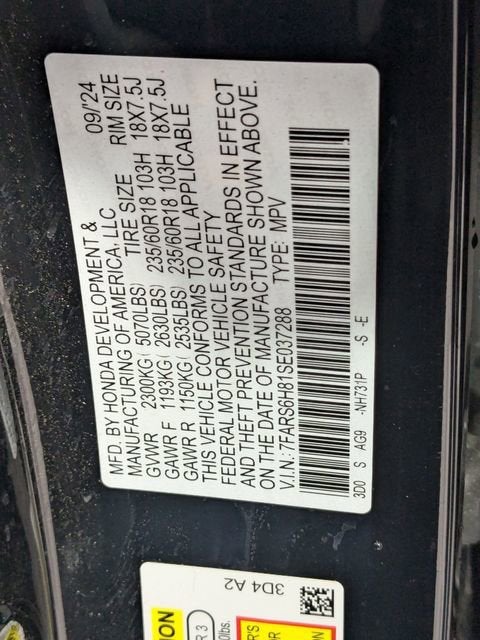 MFD. BY HONDA DEVELOPMENT & 09/'24
MANUFACTURING OF AMERICA, LLC
TIRE SIZE RIM SIZE
GVWR 2300KG( 5070LBS) 235/60R18 103H 18X7.5J
GAWR F 1193KG( 2630LBS) 235/60R18 103H 18X7.5J
GAWR R 1150KG( 2535LBS)
THIS VEHICLE CONFORMS TO ALL APPLICABLE
FEDERAL MOTOR VEHICLE SAFETY
AND THEFT PREVENTION STANDARDS IN EFFECT
ON THE DATE OF MANUFACTURE SHOWN ABOVE.
V.I.N.:7FARS6H81SE037288 TYPE: MPV
3D0 S AG9 -NH731P -S -E
3D4 A2
R 3